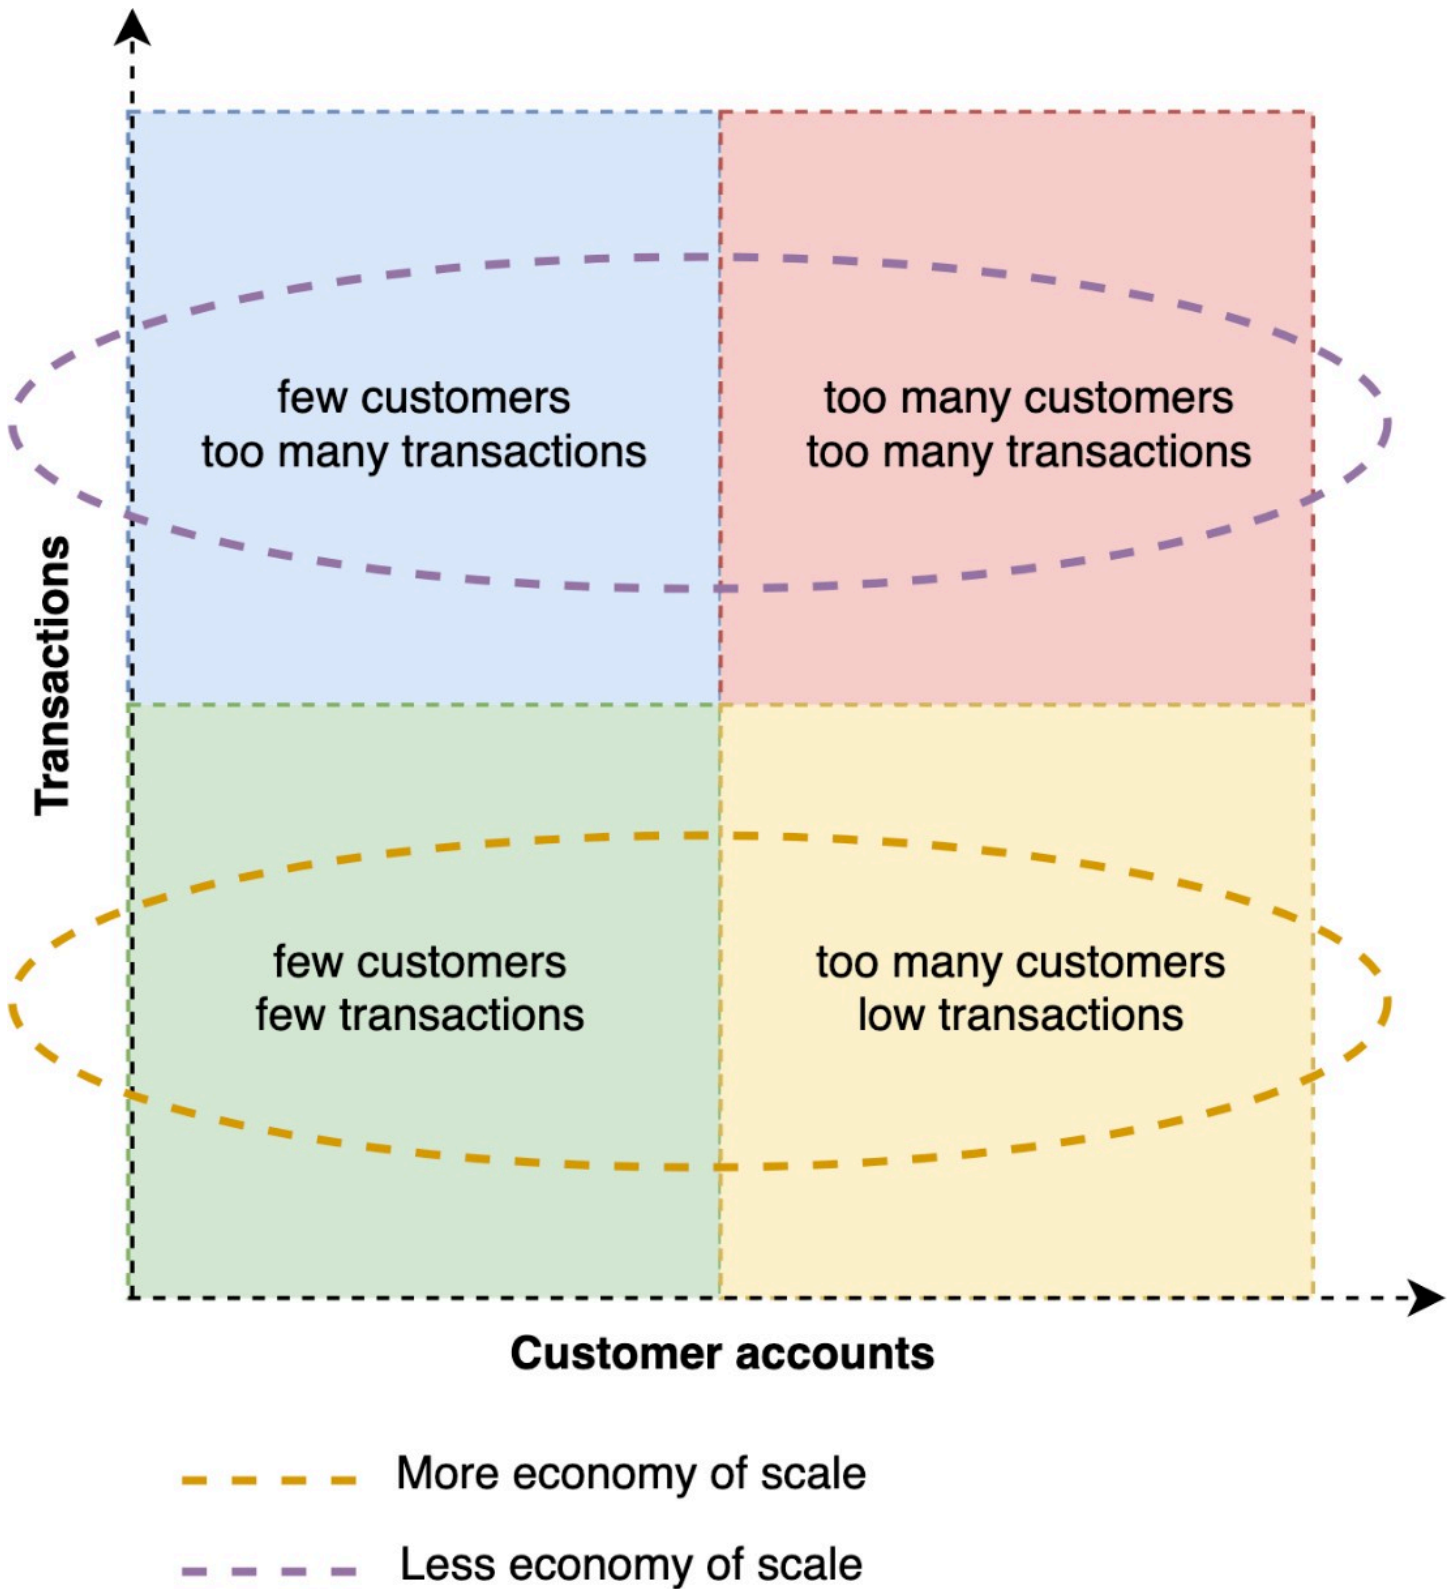 few customers
too many transactions
too many customers
too many transactions
Transactions
few customers
few transactions
too many customers
low transactions
Customer accounts
More economy of scale
Less economy of scale